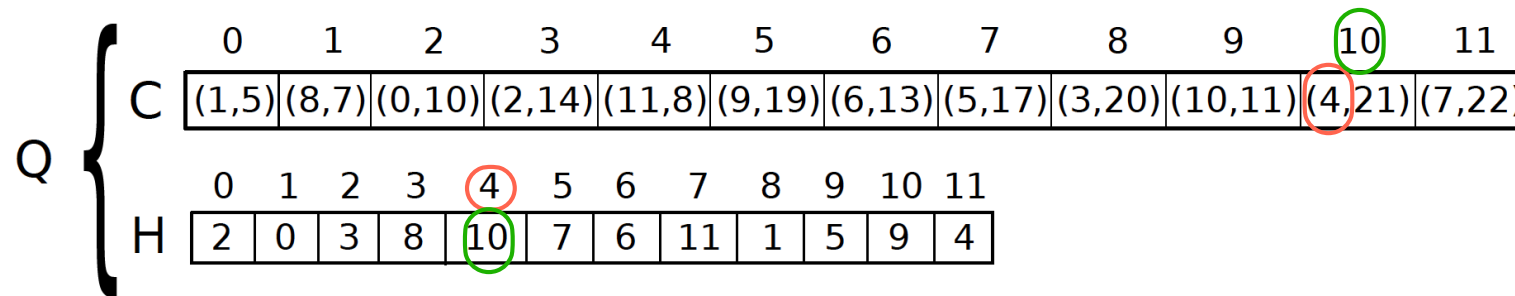 0 1 2 3 4 5 6 7 8 9 10 11
C (1,5) (8,7) (0,10) (2,14) (11,8) (9,19) (6,13) (5,17) (3,20) (10,11) (4,21) (7,22)
Q
0 1 2 3 4 5 6 7 8 9 10 11
H 2 0 3 8 10 7 6 11 1 5 9 4